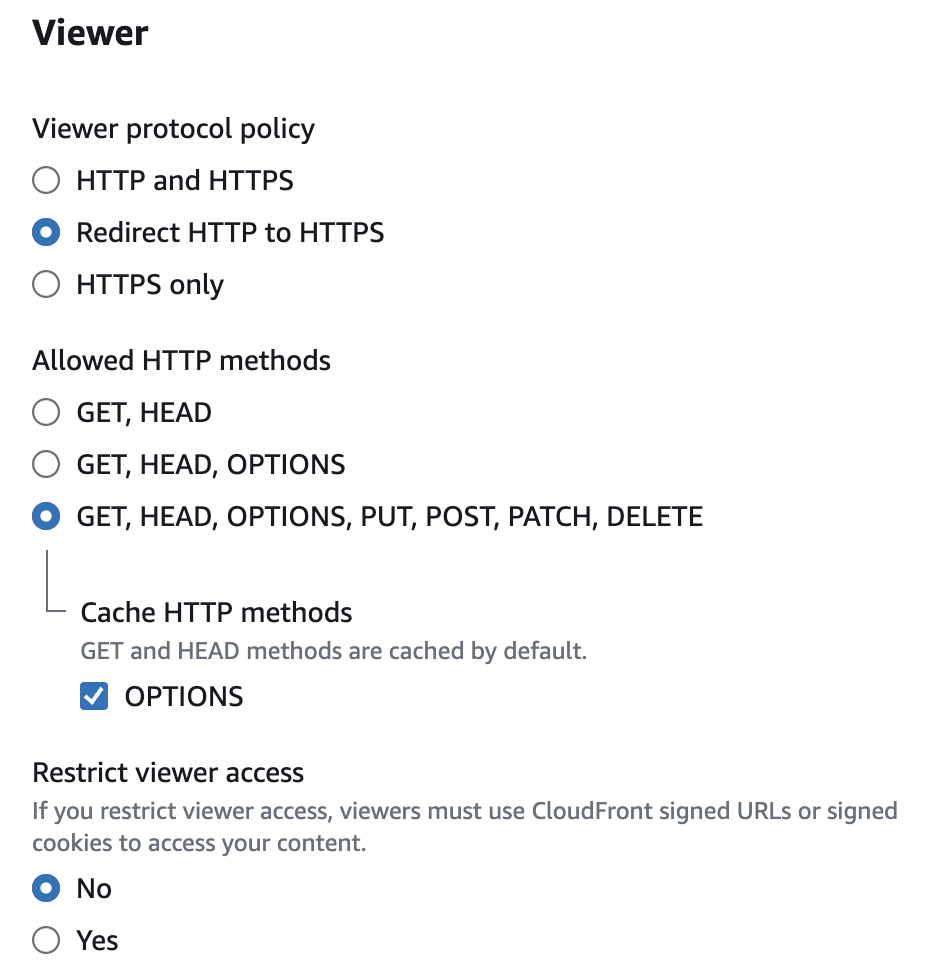 Viewer
Viewer protocol policy
HTTP and HTTPS
Redirect HTTP to HTTPS
HTTPS only
Allowed HTTP methods
GET, HEAD
GET, HEAD, OPTIONS
GET, HEAD, OPTIONS, PUT, POST, PATCH, DELETE
Cache HTTP methods
GET and HEAD methods are cached by default.
OPTIONS
Restrict viewer access
If you restrict viewer access, viewers must use CloudFront signed URLs or signed
cookies to access your content.
No
Yes